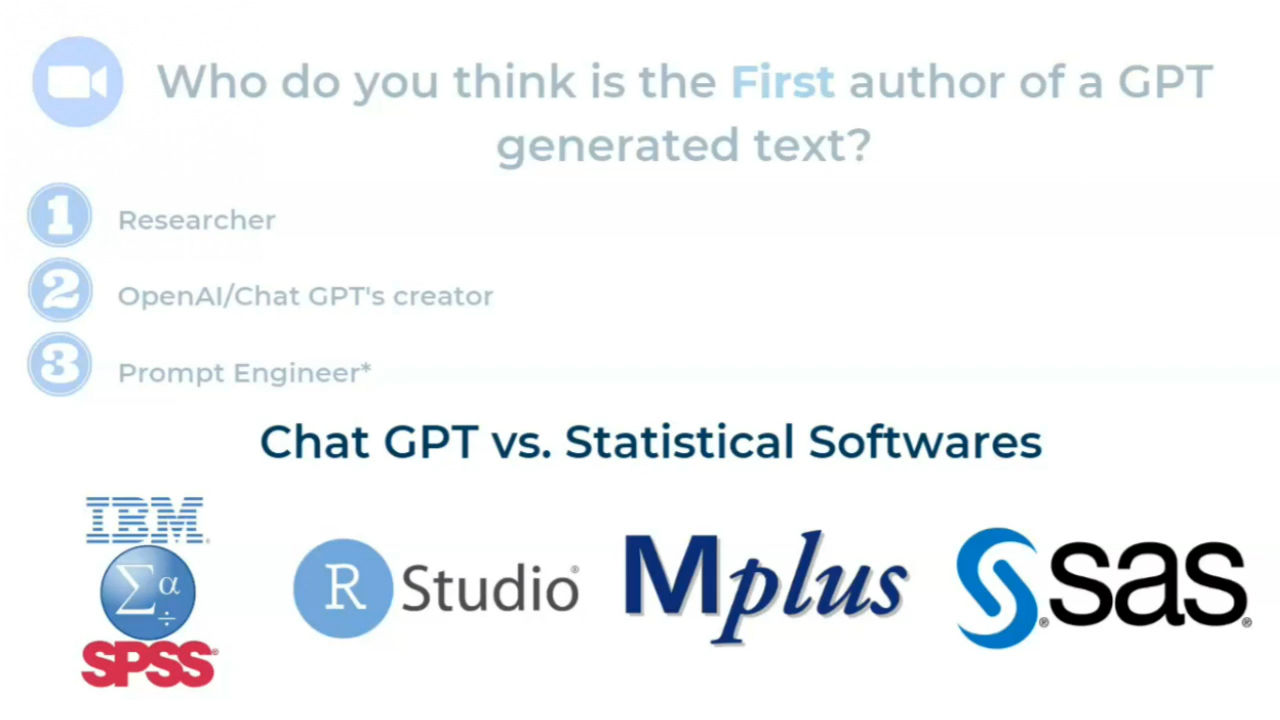 Who do you think is the First author of a GPT
generated text?
1 Researcher
2 OpenAI/Chat GPT's creator
3 Prompt Engineer*
Chat GPT vs. Statistical Softwares
IBM®
Σ α ÷
SPSS®
R Studio®
Mplus
sas®